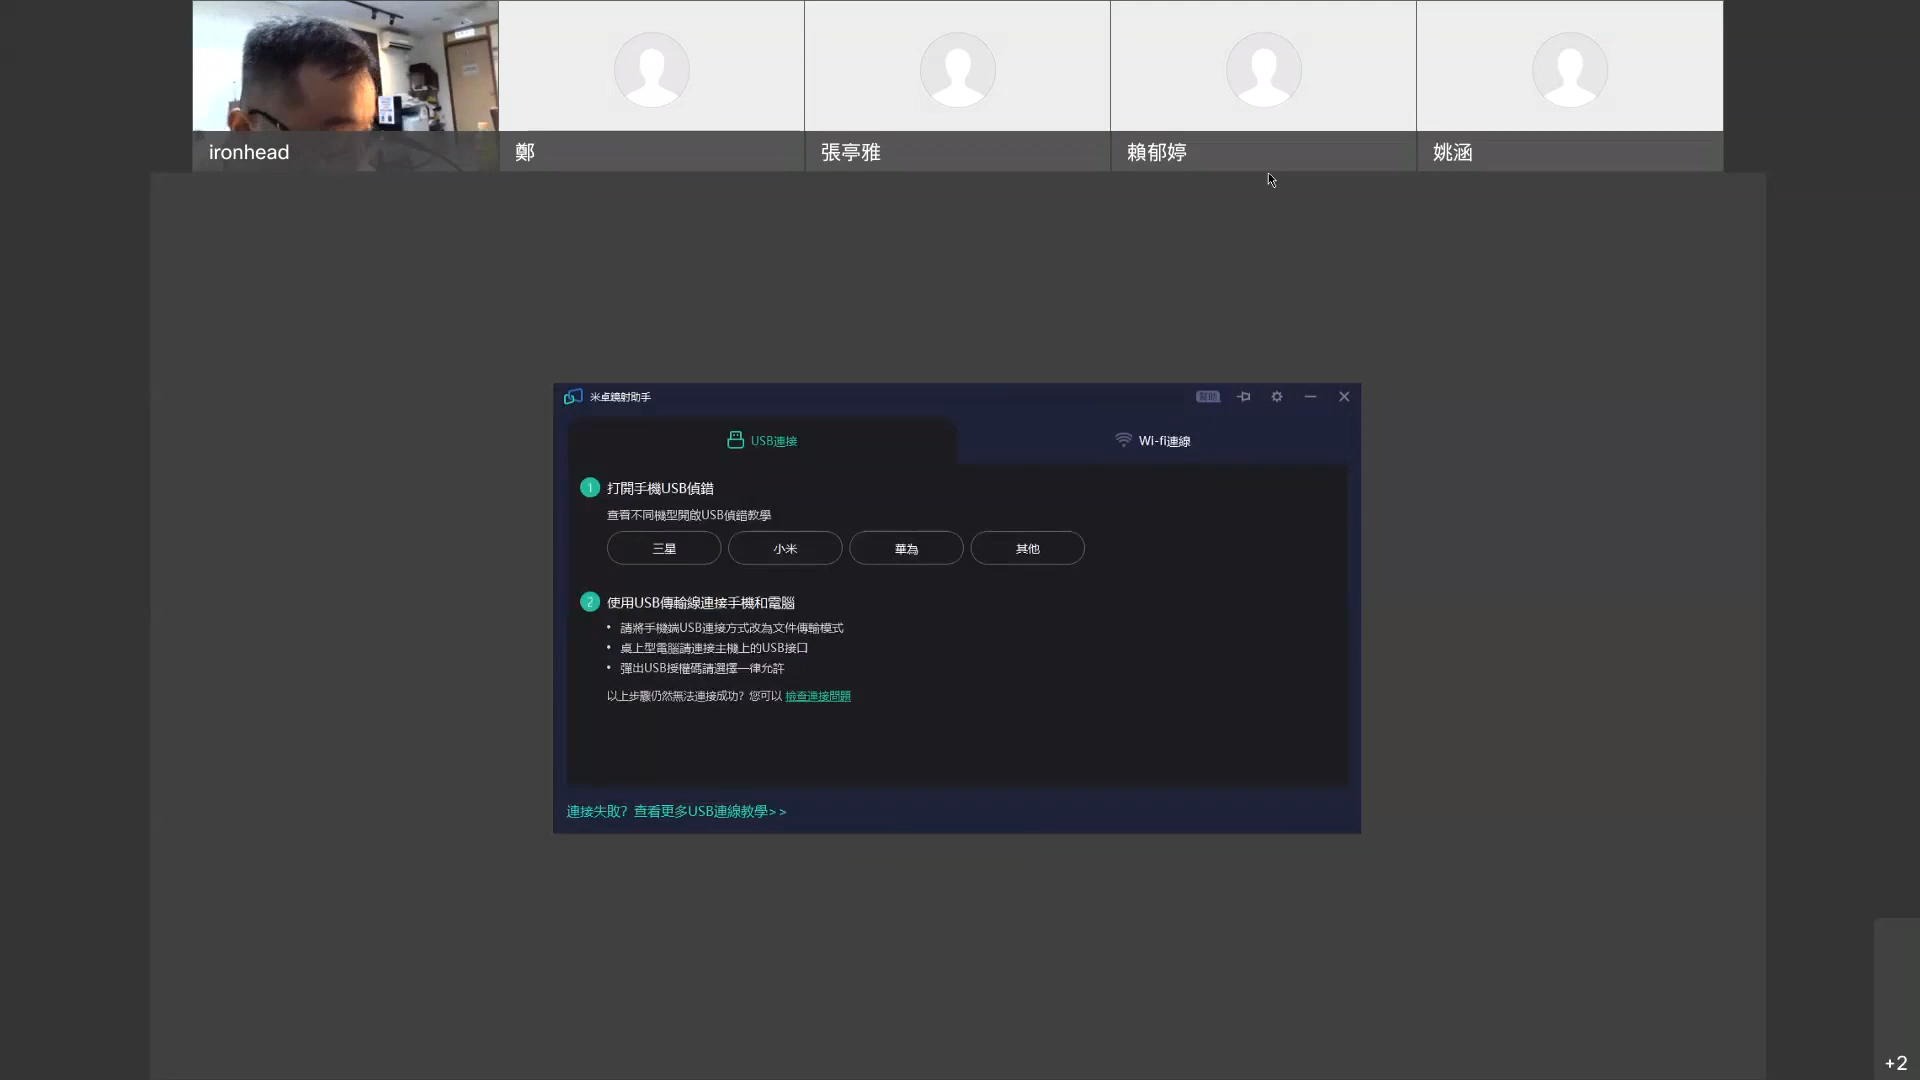 ironhead
鄭
張亭雅
賴郁婷
姚涵
米卓鏡射助手
幫助
USB連接
Wi-fi連線
1 打開手機USB偵錯
查看不同機型開啟USB偵錯教學
三星
小米
華為
其他
2 使用USB傳輸線連接手機和電腦
• 請將手機端USB連接方式改為文件傳輸模式
• 桌上型電腦請連接主機上的USB接口
• 彈出USB授權碼請選擇一律允許
以上步驟仍然無法連接成功? 您可以 檢查連接問題
連接失敗? 查看更多USB連線教學>>
+2